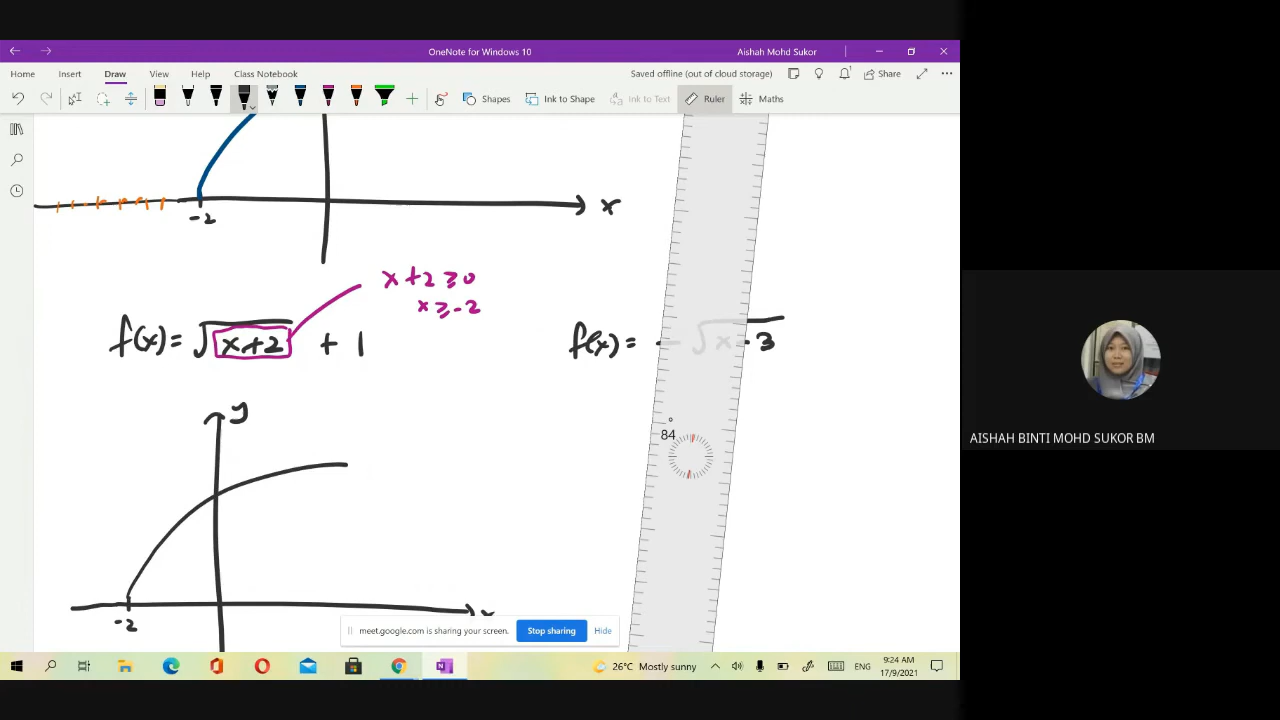 OneNote for Windows 10
Aishah Mohd Sukor
Home Insert Draw View Help Class Notebook
Saved offline (out of cloud storage) Share
Shapes Ink to Shape Ink to Text Ruler Maths
x
-2
x+2≥0
x≥-2
f(x)=√x+2 + 1
f(x)= -√x-3
y
84°
x
-2
meet.google.com is sharing your screen. Stop sharing Hide
AISHAH BINTI MOHD SUKOR BM
26°C Mostly sunny ENG 9:24 AM
17/9/2021